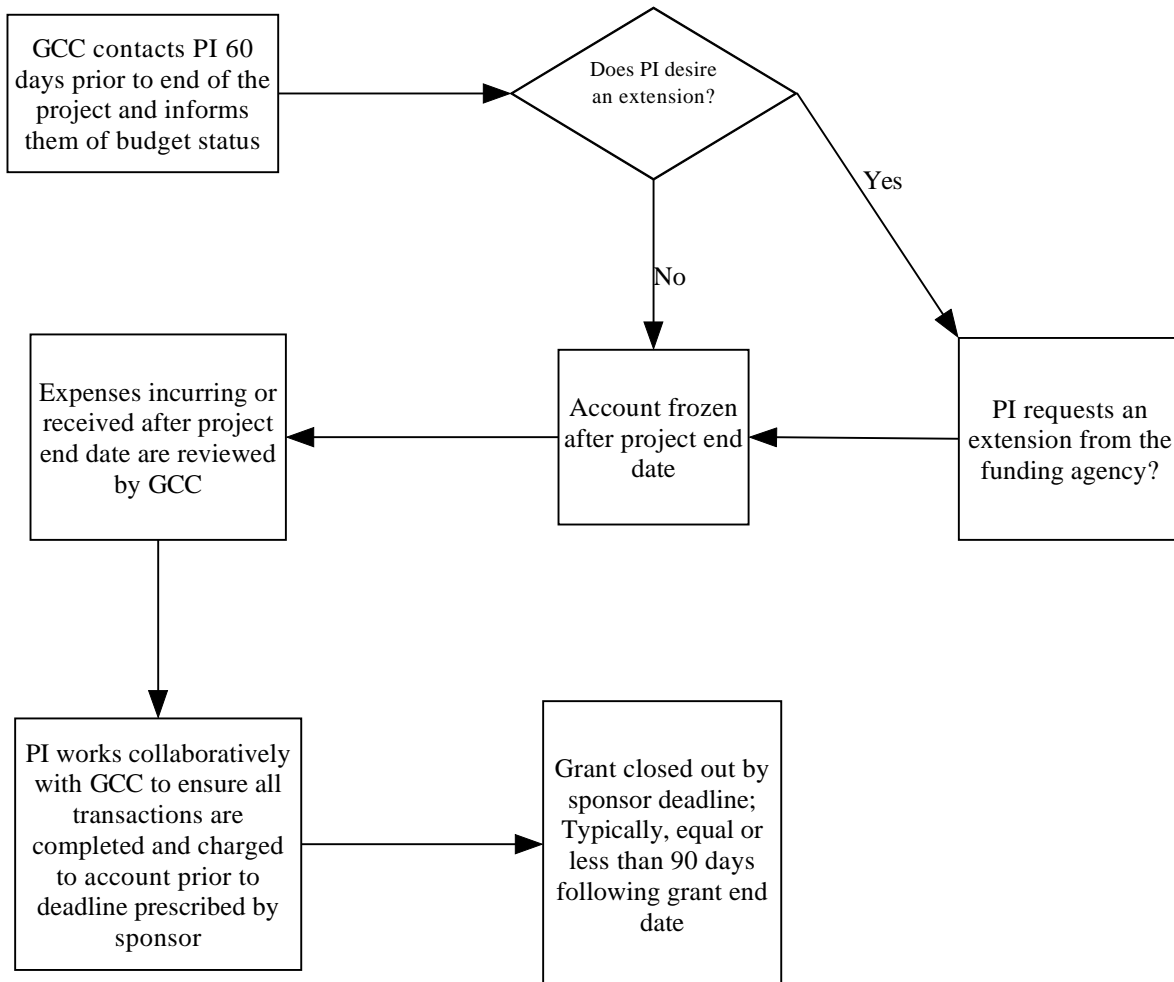 GCC contacts PI 60
days prior to end of the
project and informs
them of budget status
Does PI desire
an extension?
Yes
No
Expenses incurring or
received after project
end date are reviewed
by GCC
Account frozen
after project end
date
PI requests an
extension from the
funding agency?
PI works collaboratively
with GCC to ensure all
transactions are
completed and charged
to account prior to
deadline prescribed by
sponsor
Grant closed out by
sponsor deadline;
Typically, equal or
less than 90 days
following grant end
date